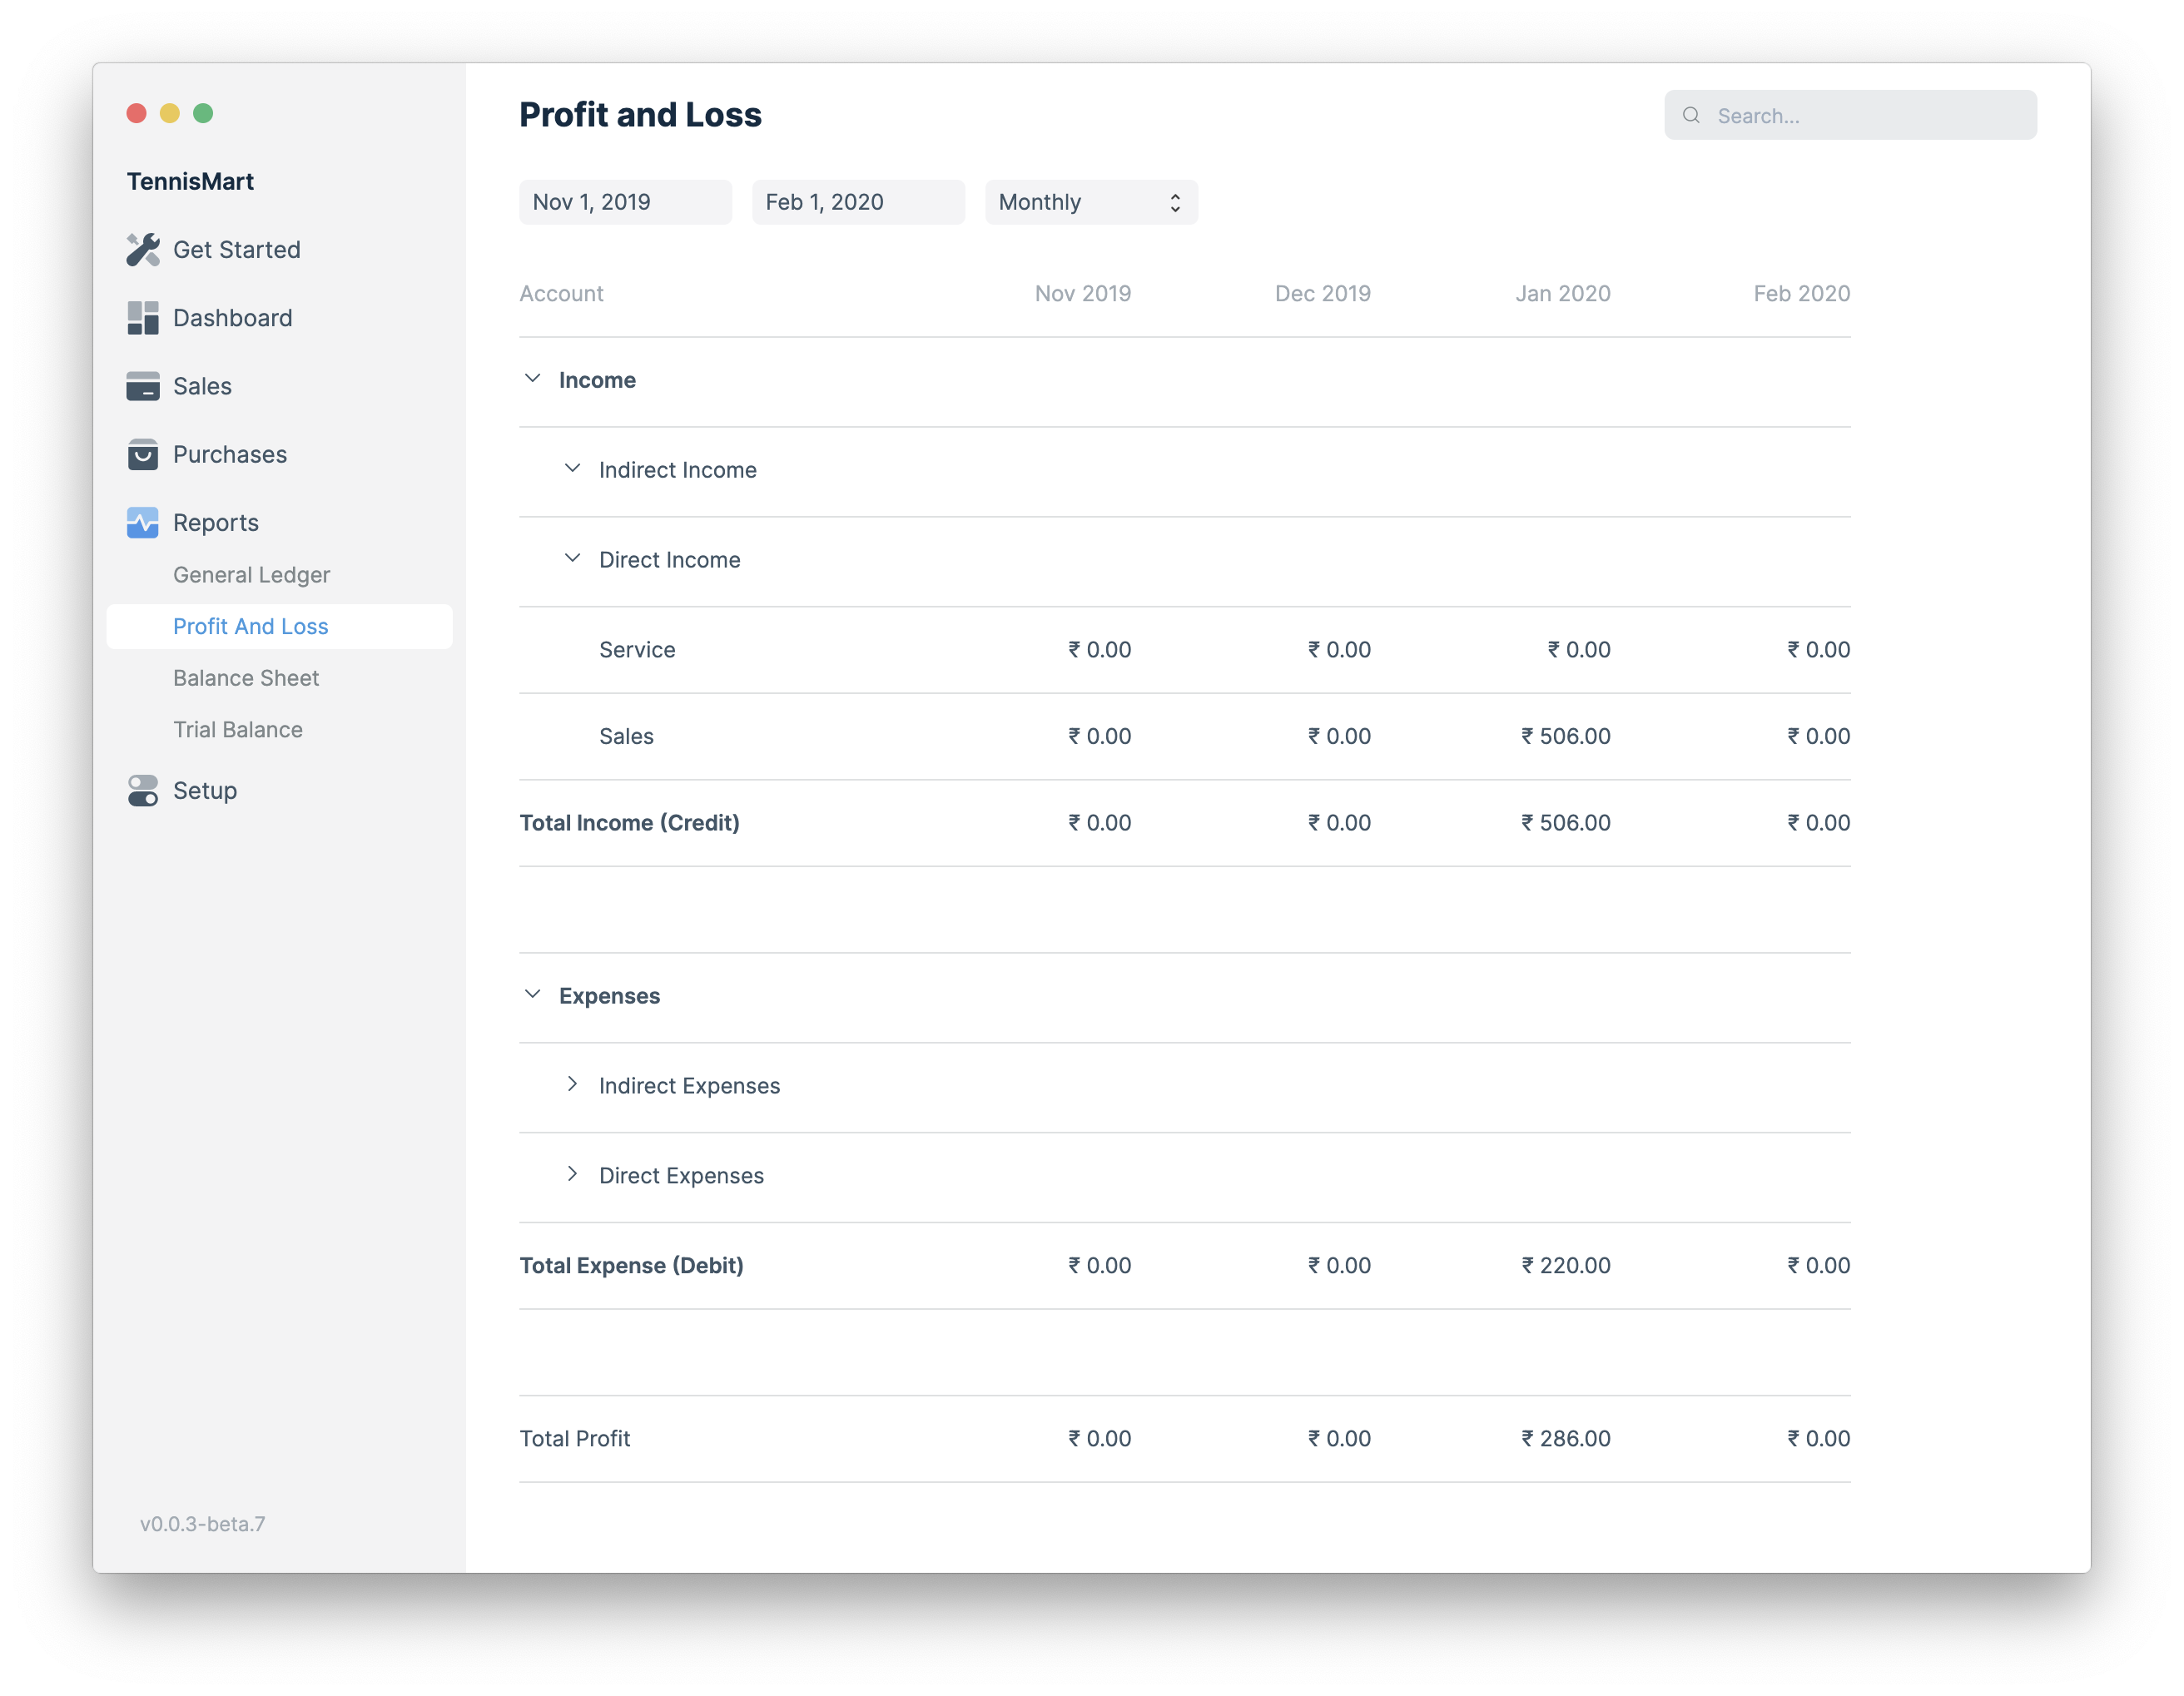 TennisMart
Get Started
Dashboard
Sales
Purchases
Reports
General Ledger
Profit And Loss
Balance Sheet
Trial Balance
Setup
v0.0.3-beta.7
Profit and Loss
Search...
Nov 1, 2019 Feb 1, 2020 Monthly
Account Nov 2019 Dec 2019 Jan 2020 Feb 2020
Income
Indirect Income
Direct Income
Service ₹ 0.00 ₹ 0.00 ₹ 0.00 ₹ 0.00
Sales ₹ 0.00 ₹ 0.00 ₹ 506.00 ₹ 0.00
Total Income (Credit) ₹ 0.00 ₹ 0.00 ₹ 506.00 ₹ 0.00
Expenses
Indirect Expenses
Direct Expenses
Total Expense (Debit) ₹ 0.00 ₹ 0.00 ₹ 220.00 ₹ 0.00
Total Profit ₹ 0.00 ₹ 0.00 ₹ 286.00 ₹ 0.00